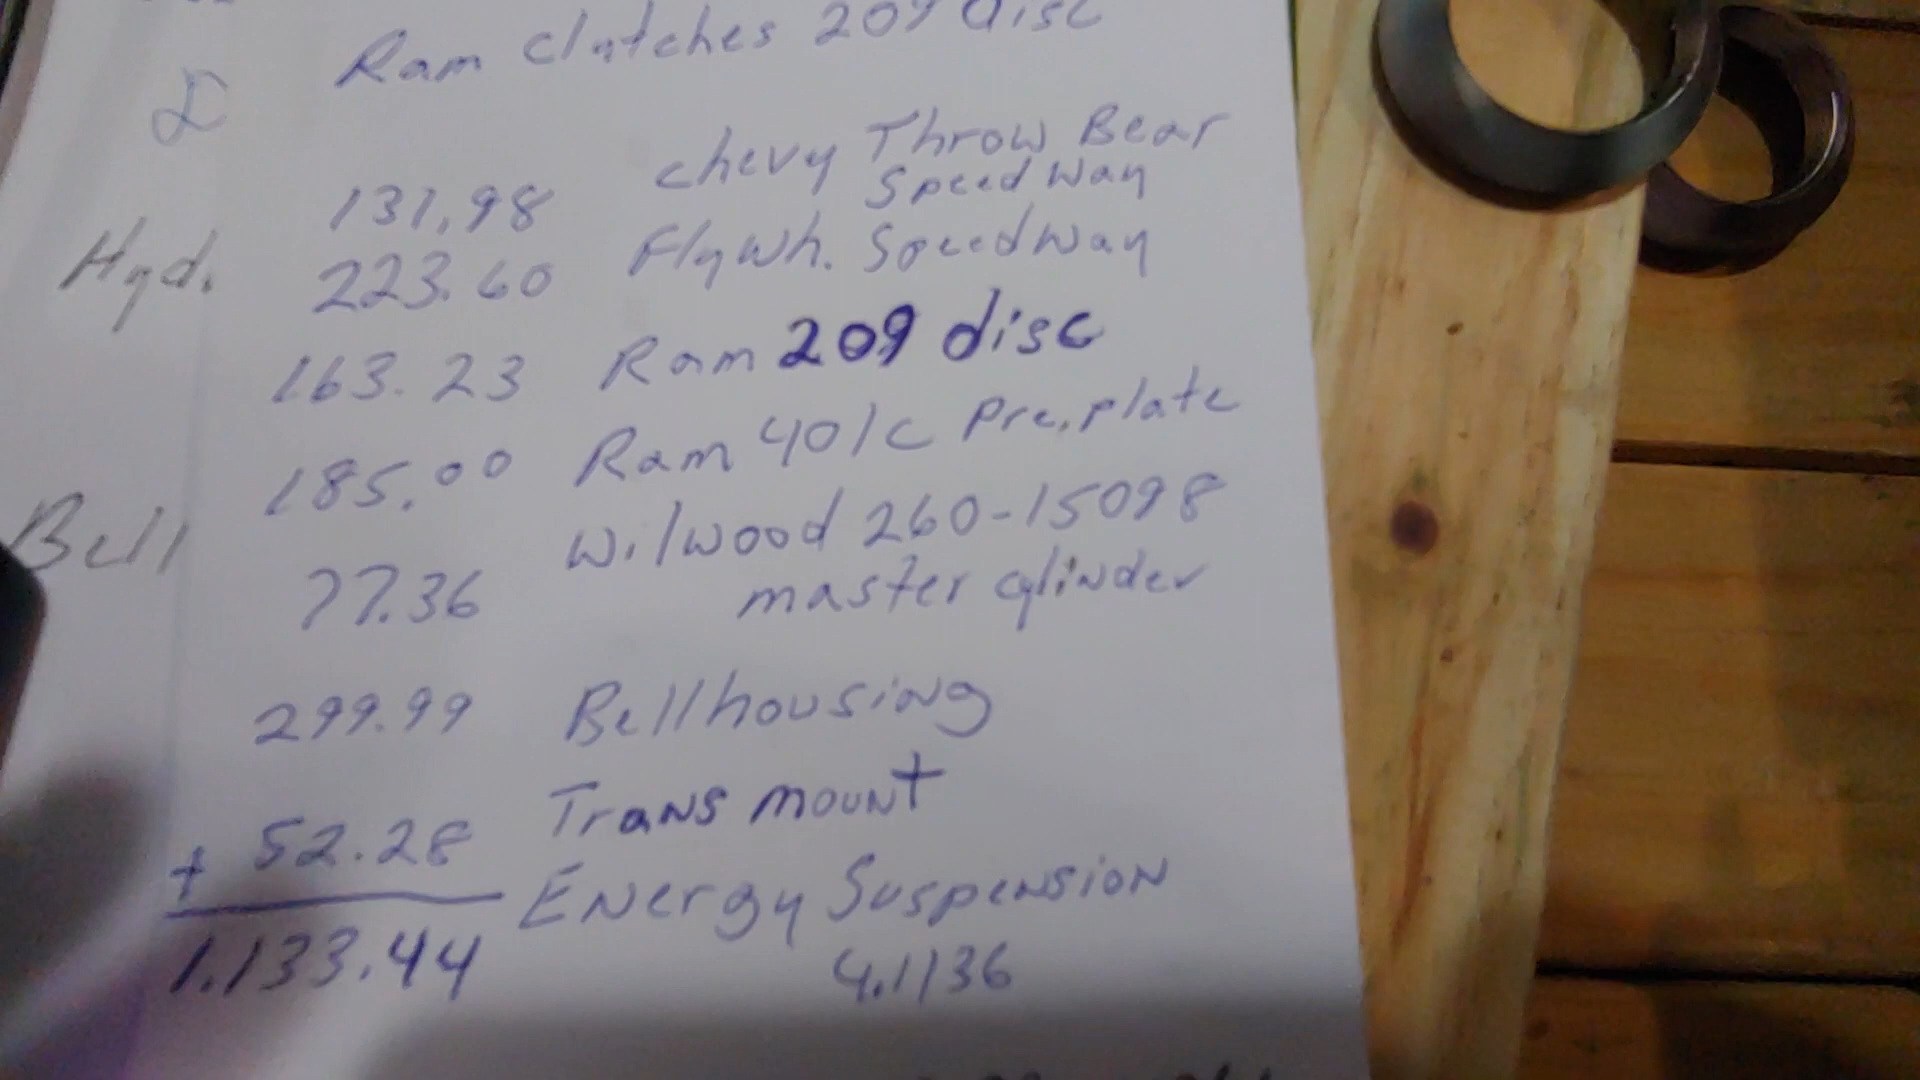 Ram Clutches 209 disc
131.98 chevy Throw Bear
SpeedWay
Hyd.
223.60 FlyWh. SpeedWay
163.23 Ram 209 disc
185.00 Ram 401c Pre.plate
Bell
77.36 Wilwood 260-15098
master cylinder
299.99 Bellhousing
+ 52.28 Trans mount
Energy Suspension
1,133.44 4.1136